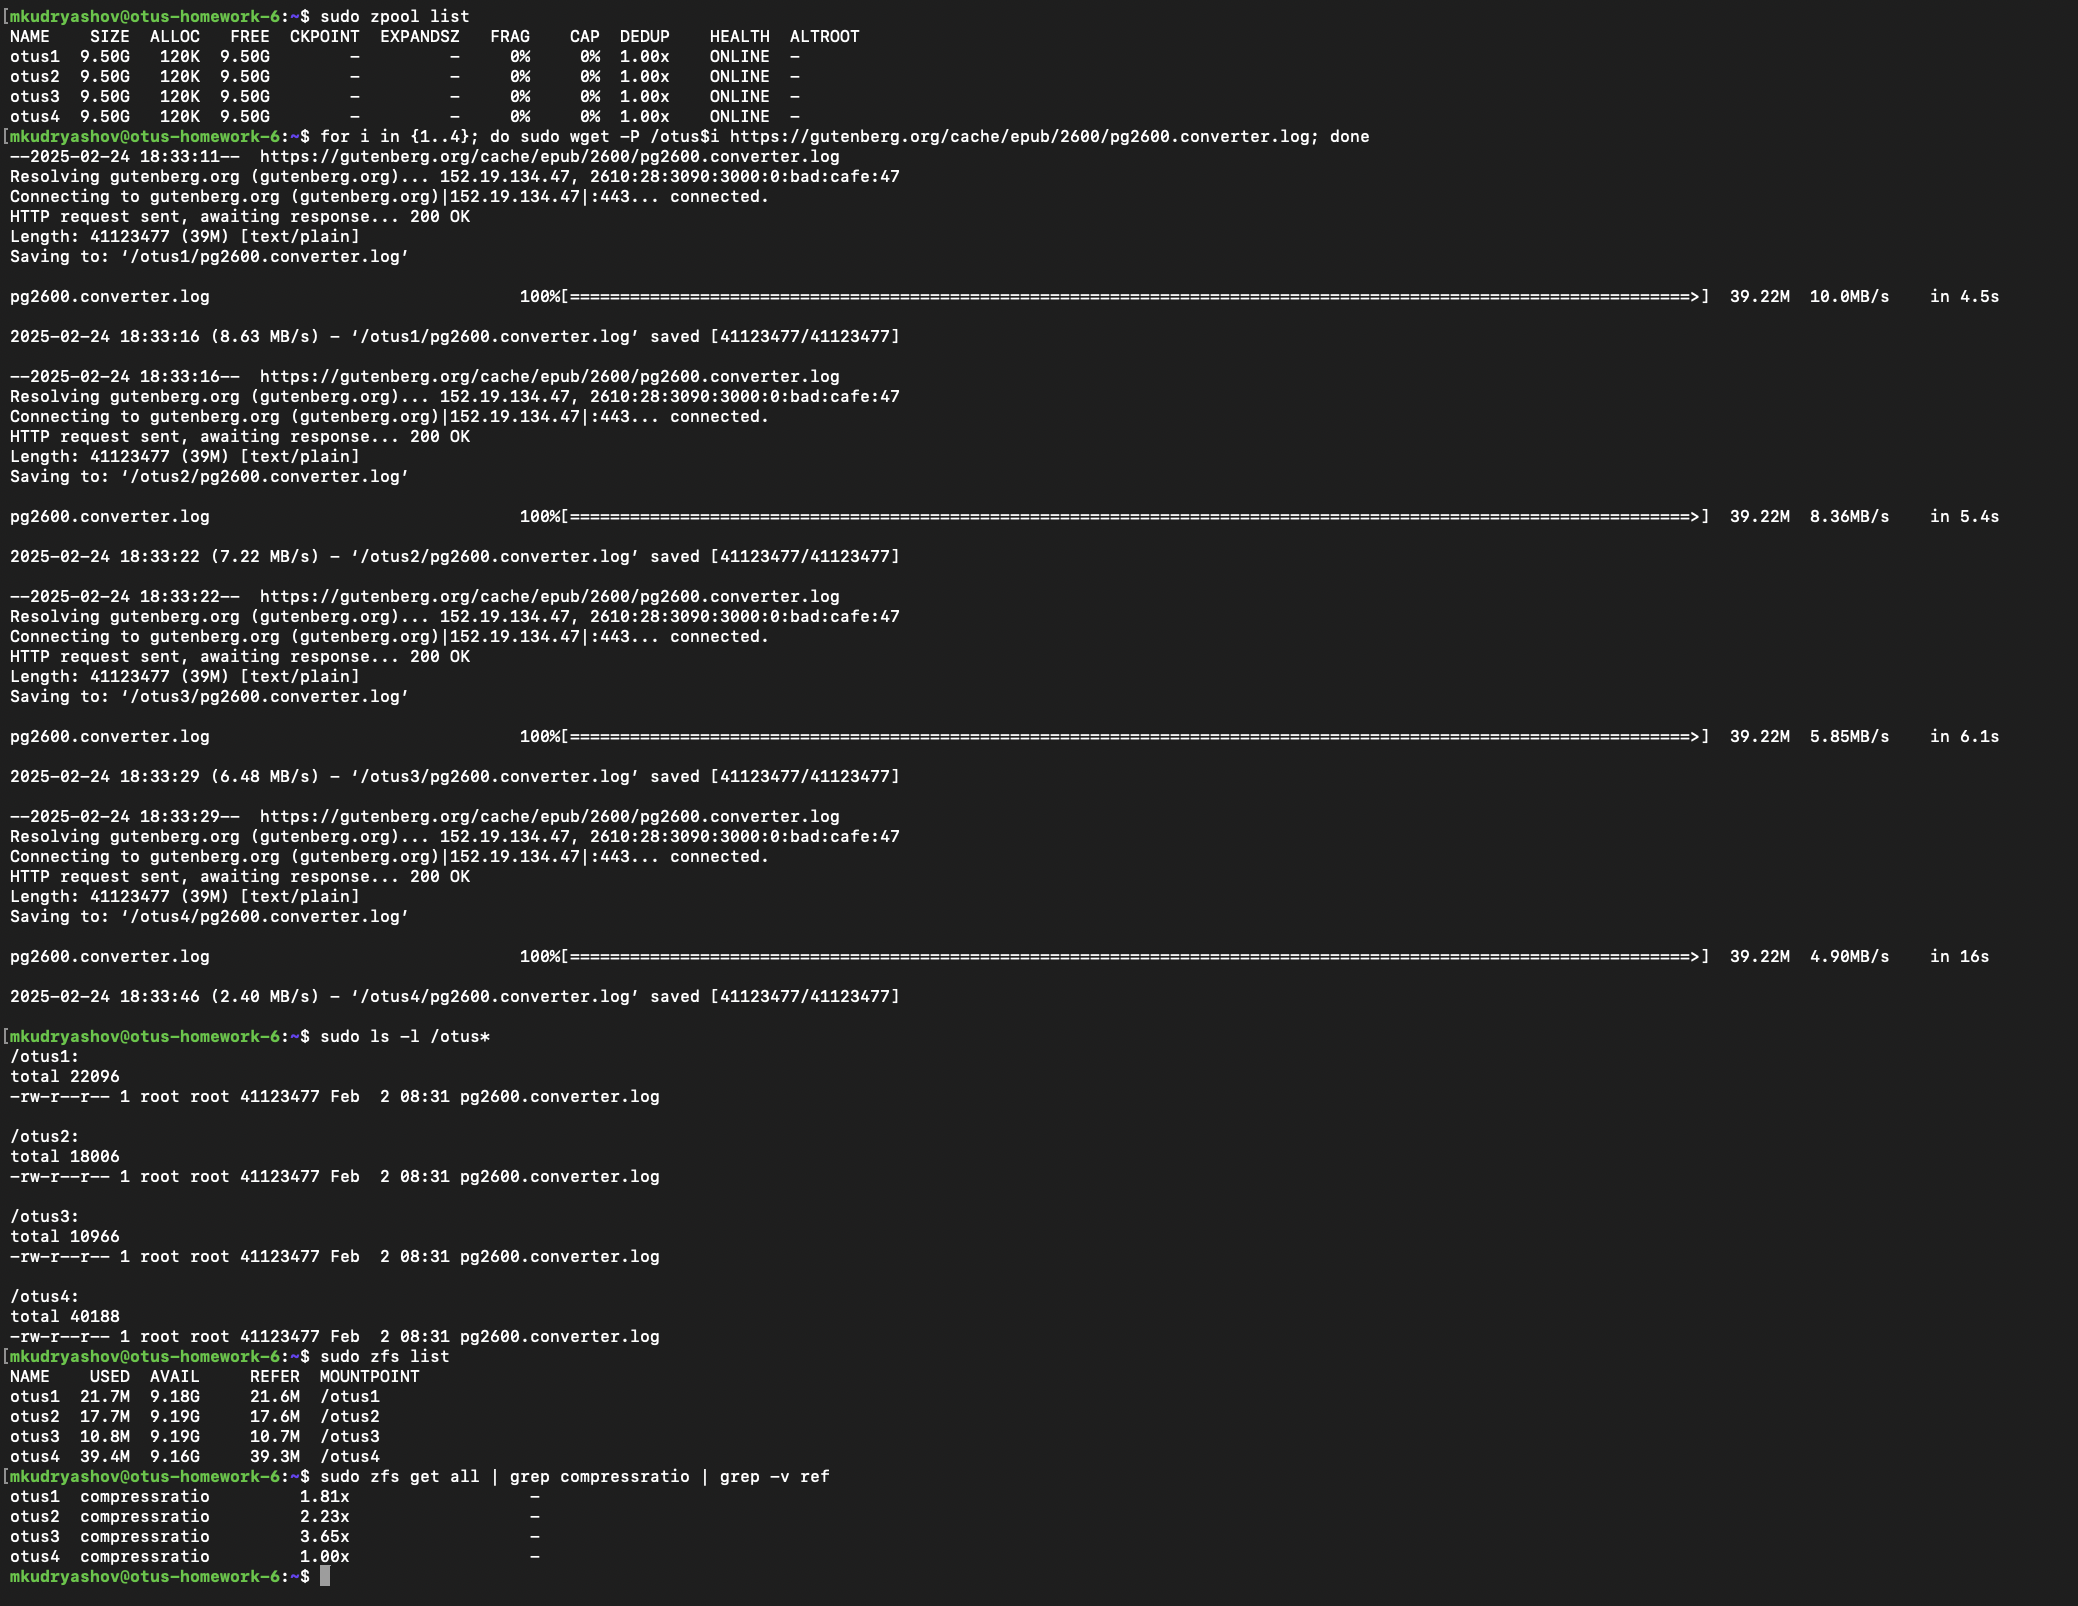 [mkudryashov@otus-homework-6:~$ sudo zpool list
NAME    SIZE  ALLOC   FREE  CKPOINT  EXPANDSZ   FRAG    CAP  DEDUP    HEALTH  ALTROOT
otus1  9.50G   120K  9.50G        -         -     0%     0%  1.00x    ONLINE  -
otus2  9.50G   120K  9.50G        -         -     0%     0%  1.00x    ONLINE  -
otus3  9.50G   120K  9.50G        -         -     0%     0%  1.00x    ONLINE  -
otus4  9.50G   120K  9.50G        -         -     0%     0%  1.00x    ONLINE  -
[mkudryashov@otus-homework-6:~$ for i in {1..4}; do sudo wget -P /otus$i https://gutenberg.org/cache/epub/2600/pg2600.converter.log; done
--2025-02-24 18:33:11--  https://gutenberg.org/cache/epub/2600/pg2600.converter.log
Resolving gutenberg.org (gutenberg.org)... 152.19.134.47, 2610:28:3090:3000:0:bad:cafe:47
Connecting to gutenberg.org (gutenberg.org)|152.19.134.47|:443... connected.
HTTP request sent, awaiting response... 200 OK
Length: 41123477 (39M) [text/plain]
Saving to: ‘/otus1/pg2600.converter.log’
pg2600.converter.log                               100%[================================================================================================================>]  39.22M  10.0MB/s    in 4.5s
2025-02-24 18:33:16 (8.63 MB/s) - ‘/otus1/pg2600.converter.log’ saved [41123477/41123477]
--2025-02-24 18:33:16--  https://gutenberg.org/cache/epub/2600/pg2600.converter.log
Resolving gutenberg.org (gutenberg.org)... 152.19.134.47, 2610:28:3090:3000:0:bad:cafe:47
Connecting to gutenberg.org (gutenberg.org)|152.19.134.47|:443... connected.
HTTP request sent, awaiting response... 200 OK
Length: 41123477 (39M) [text/plain]
Saving to: ‘/otus2/pg2600.converter.log’
pg2600.converter.log                               100%[================================================================================================================>]  39.22M  8.36MB/s    in 5.4s
2025-02-24 18:33:22 (7.22 MB/s) - ‘/otus2/pg2600.converter.log’ saved [41123477/41123477]
--2025-02-24 18:33:22--  https://gutenberg.org/cache/epub/2600/pg2600.converter.log
Resolving gutenberg.org (gutenberg.org)... 152.19.134.47, 2610:28:3090:3000:0:bad:cafe:47
Connecting to gutenberg.org (gutenberg.org)|152.19.134.47|:443... connected.
HTTP request sent, awaiting response... 200 OK
Length: 41123477 (39M) [text/plain]
Saving to: ‘/otus3/pg2600.converter.log’
pg2600.converter.log                               100%[================================================================================================================>]  39.22M  5.85MB/s    in 6.1s
2025-02-24 18:33:29 (6.48 MB/s) - ‘/otus3/pg2600.converter.log’ saved [41123477/41123477]
--2025-02-24 18:33:29--  https://gutenberg.org/cache/epub/2600/pg2600.converter.log
Resolving gutenberg.org (gutenberg.org)... 152.19.134.47, 2610:28:3090:3000:0:bad:cafe:47
Connecting to gutenberg.org (gutenberg.org)|152.19.134.47|:443... connected.
HTTP request sent, awaiting response... 200 OK
Length: 41123477 (39M) [text/plain]
Saving to: ‘/otus4/pg2600.converter.log’
pg2600.converter.log                               100%[================================================================================================================>]  39.22M  4.90MB/s    in 16s
2025-02-24 18:33:46 (2.40 MB/s) - ‘/otus4/pg2600.converter.log’ saved [41123477/41123477]
[mkudryashov@otus-homework-6:~$ sudo ls -l /otus*
/otus1:
total 22096
-rw-r--r-- 1 root root 41123477 Feb  2 08:31 pg2600.converter.log
/otus2:
total 18006
-rw-r--r-- 1 root root 41123477 Feb  2 08:31 pg2600.converter.log
/otus3:
total 10966
-rw-r--r-- 1 root root 41123477 Feb  2 08:31 pg2600.converter.log
/otus4:
total 40188
-rw-r--r-- 1 root root 41123477 Feb  2 08:31 pg2600.converter.log
[mkudryashov@otus-homework-6:~$ sudo zfs list
NAME    USED  AVAIL     REFER  MOUNTPOINT
otus1  21.7M  9.18G     21.6M  /otus1
otus2  17.7M  9.19G     17.6M  /otus2
otus3  10.8M  9.19G     10.7M  /otus3
otus4  39.4M  9.16G     39.3M  /otus4
[mkudryashov@otus-homework-6:~$ sudo zfs get all | grep compressratio | grep -v ref
otus1  compressratio         1.81x                  -
otus2  compressratio         2.23x                  -
otus3  compressratio         3.65x                  -
otus4  compressratio         1.00x                  -
mkudryashov@otus-homework-6:~$